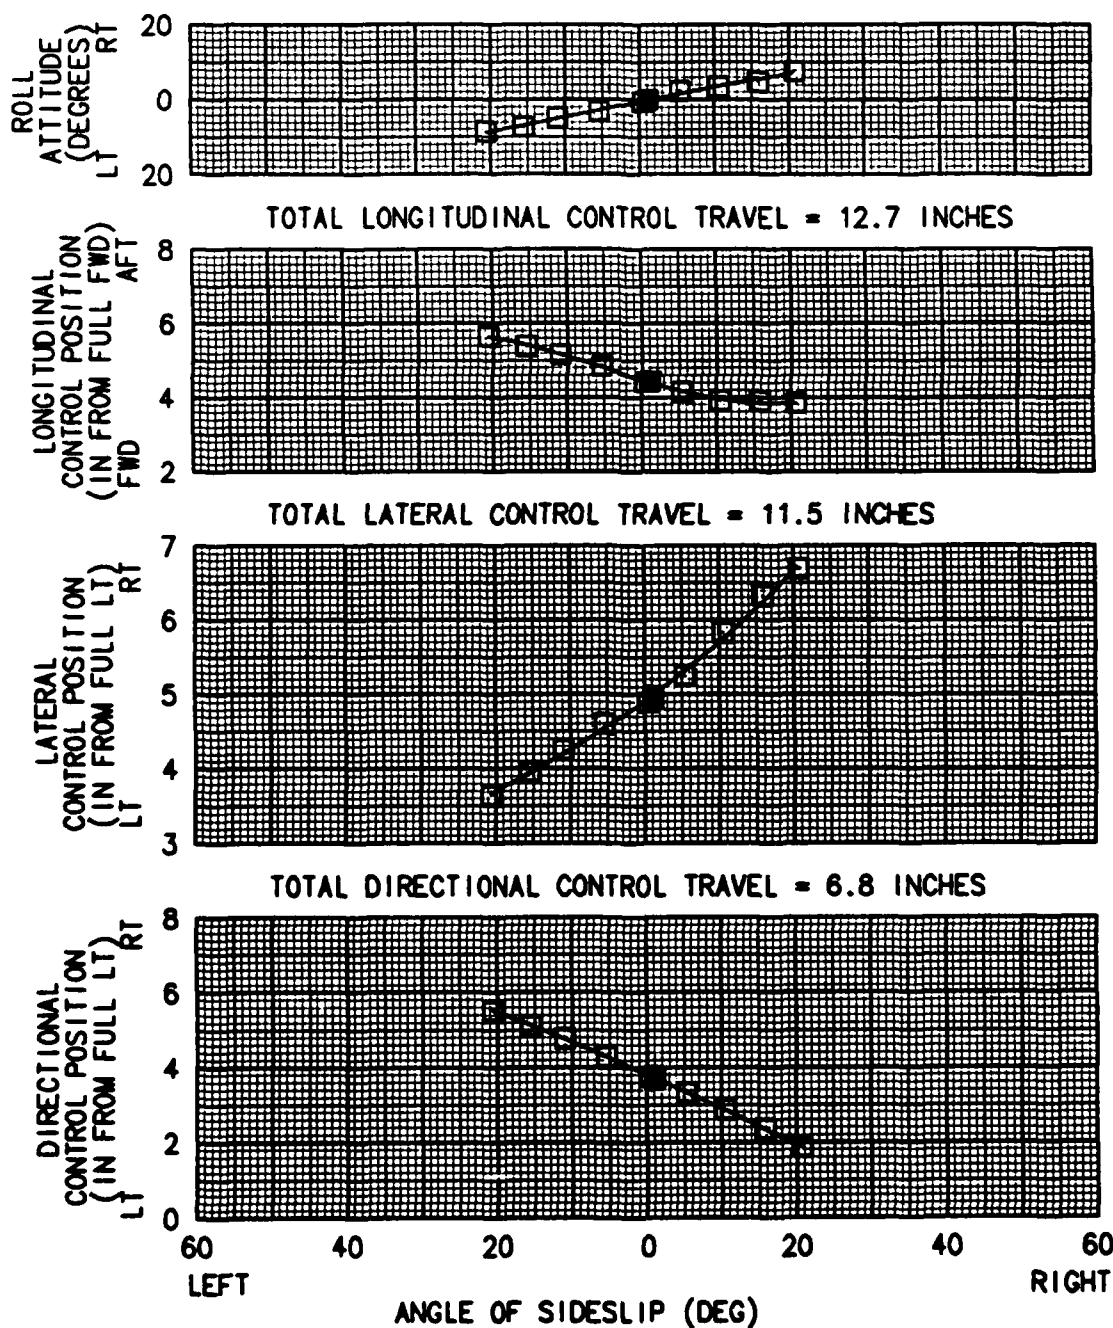 ROLL
ATTITUDE
(DEGREES)
LT RT
20
0
20
TOTAL LONGITUDINAL CONTROL TRAVEL = 12.7 INCHES
LONGITUDINAL
CONTROL POSITION
(IN FROM FULL FWD)
FWD AFT
8
6
4
2
TOTAL LATERAL CONTROL TRAVEL = 11.5 INCHES
LATERAL
CONTROL POSITION
(IN FROM FULL LT)
LT RT
7
6
5
4
3
TOTAL DIRECTIONAL CONTROL TRAVEL = 6.8 INCHES
DIRECTIONAL
CONTROL POSITION
(IN FROM FULL LT)
LT RT
8
6
4
2
0
60 40 20 0 20 40 60
LEFT RIGHT
ANGLE OF SIDESLIP (DEG)